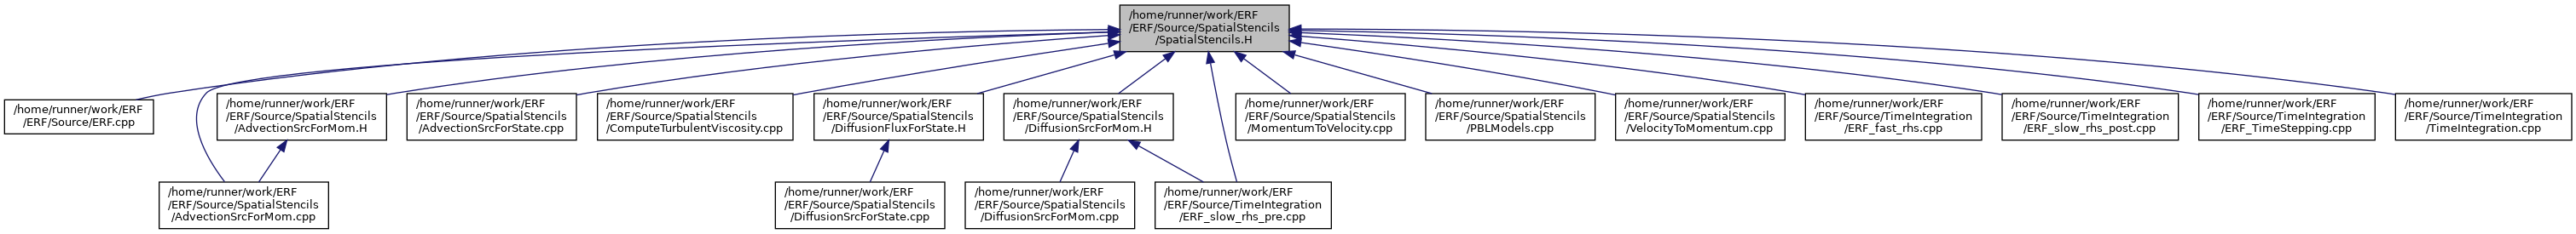 /home/runner/work/ERF
/ERF/Source/SpatialStencils
/SpatialStencils.H
/home/runner/work/ERF
/ERF/Source/ERF.cpp
/home/runner/work/ERF
/ERF/Source/SpatialStencils
/AdvectionSrcForMom.H
/home/runner/work/ERF
/ERF/Source/SpatialStencils
/AdvectionSrcForState.cpp
/home/runner/work/ERF
/ERF/Source/SpatialStencils
/ComputeTurbulentViscosity.cpp
/home/runner/work/ERF
/ERF/Source/SpatialStencils
/DiffusionFluxForState.H
/home/runner/work/ERF
/ERF/Source/SpatialStencils
/DiffusionSrcForMom.H
/home/runner/work/ERF
/ERF/Source/SpatialStencils
/MomentumToVelocity.cpp
/home/runner/work/ERF
/ERF/Source/SpatialStencils
/PBLModels.cpp
/home/runner/work/ERF
/ERF/Source/SpatialStencils
/VelocityToMomentum.cpp
/home/runner/work/ERF
/ERF/Source/TimeIntegration
/ERF_fast_rhs.cpp
/home/runner/work/ERF
/ERF/Source/TimeIntegration
/ERF_slow_rhs_post.cpp
/home/runner/work/ERF
/ERF/Source/TimeIntegration
/ERF_TimeStepping.cpp
/home/runner/work/ERF
/ERF/Source/TimeIntegration
/TimeIntegration.cpp
/home/runner/work/ERF
/ERF/Source/SpatialStencils
/AdvectionSrcForMom.cpp
/home/runner/work/ERF
/ERF/Source/SpatialStencils
/DiffusionSrcForState.cpp
/home/runner/work/ERF
/ERF/Source/SpatialStencils
/DiffusionSrcForMom.cpp
/home/runner/work/ERF
/ERF/Source/TimeIntegration
/ERF_slow_rhs_pre.cpp